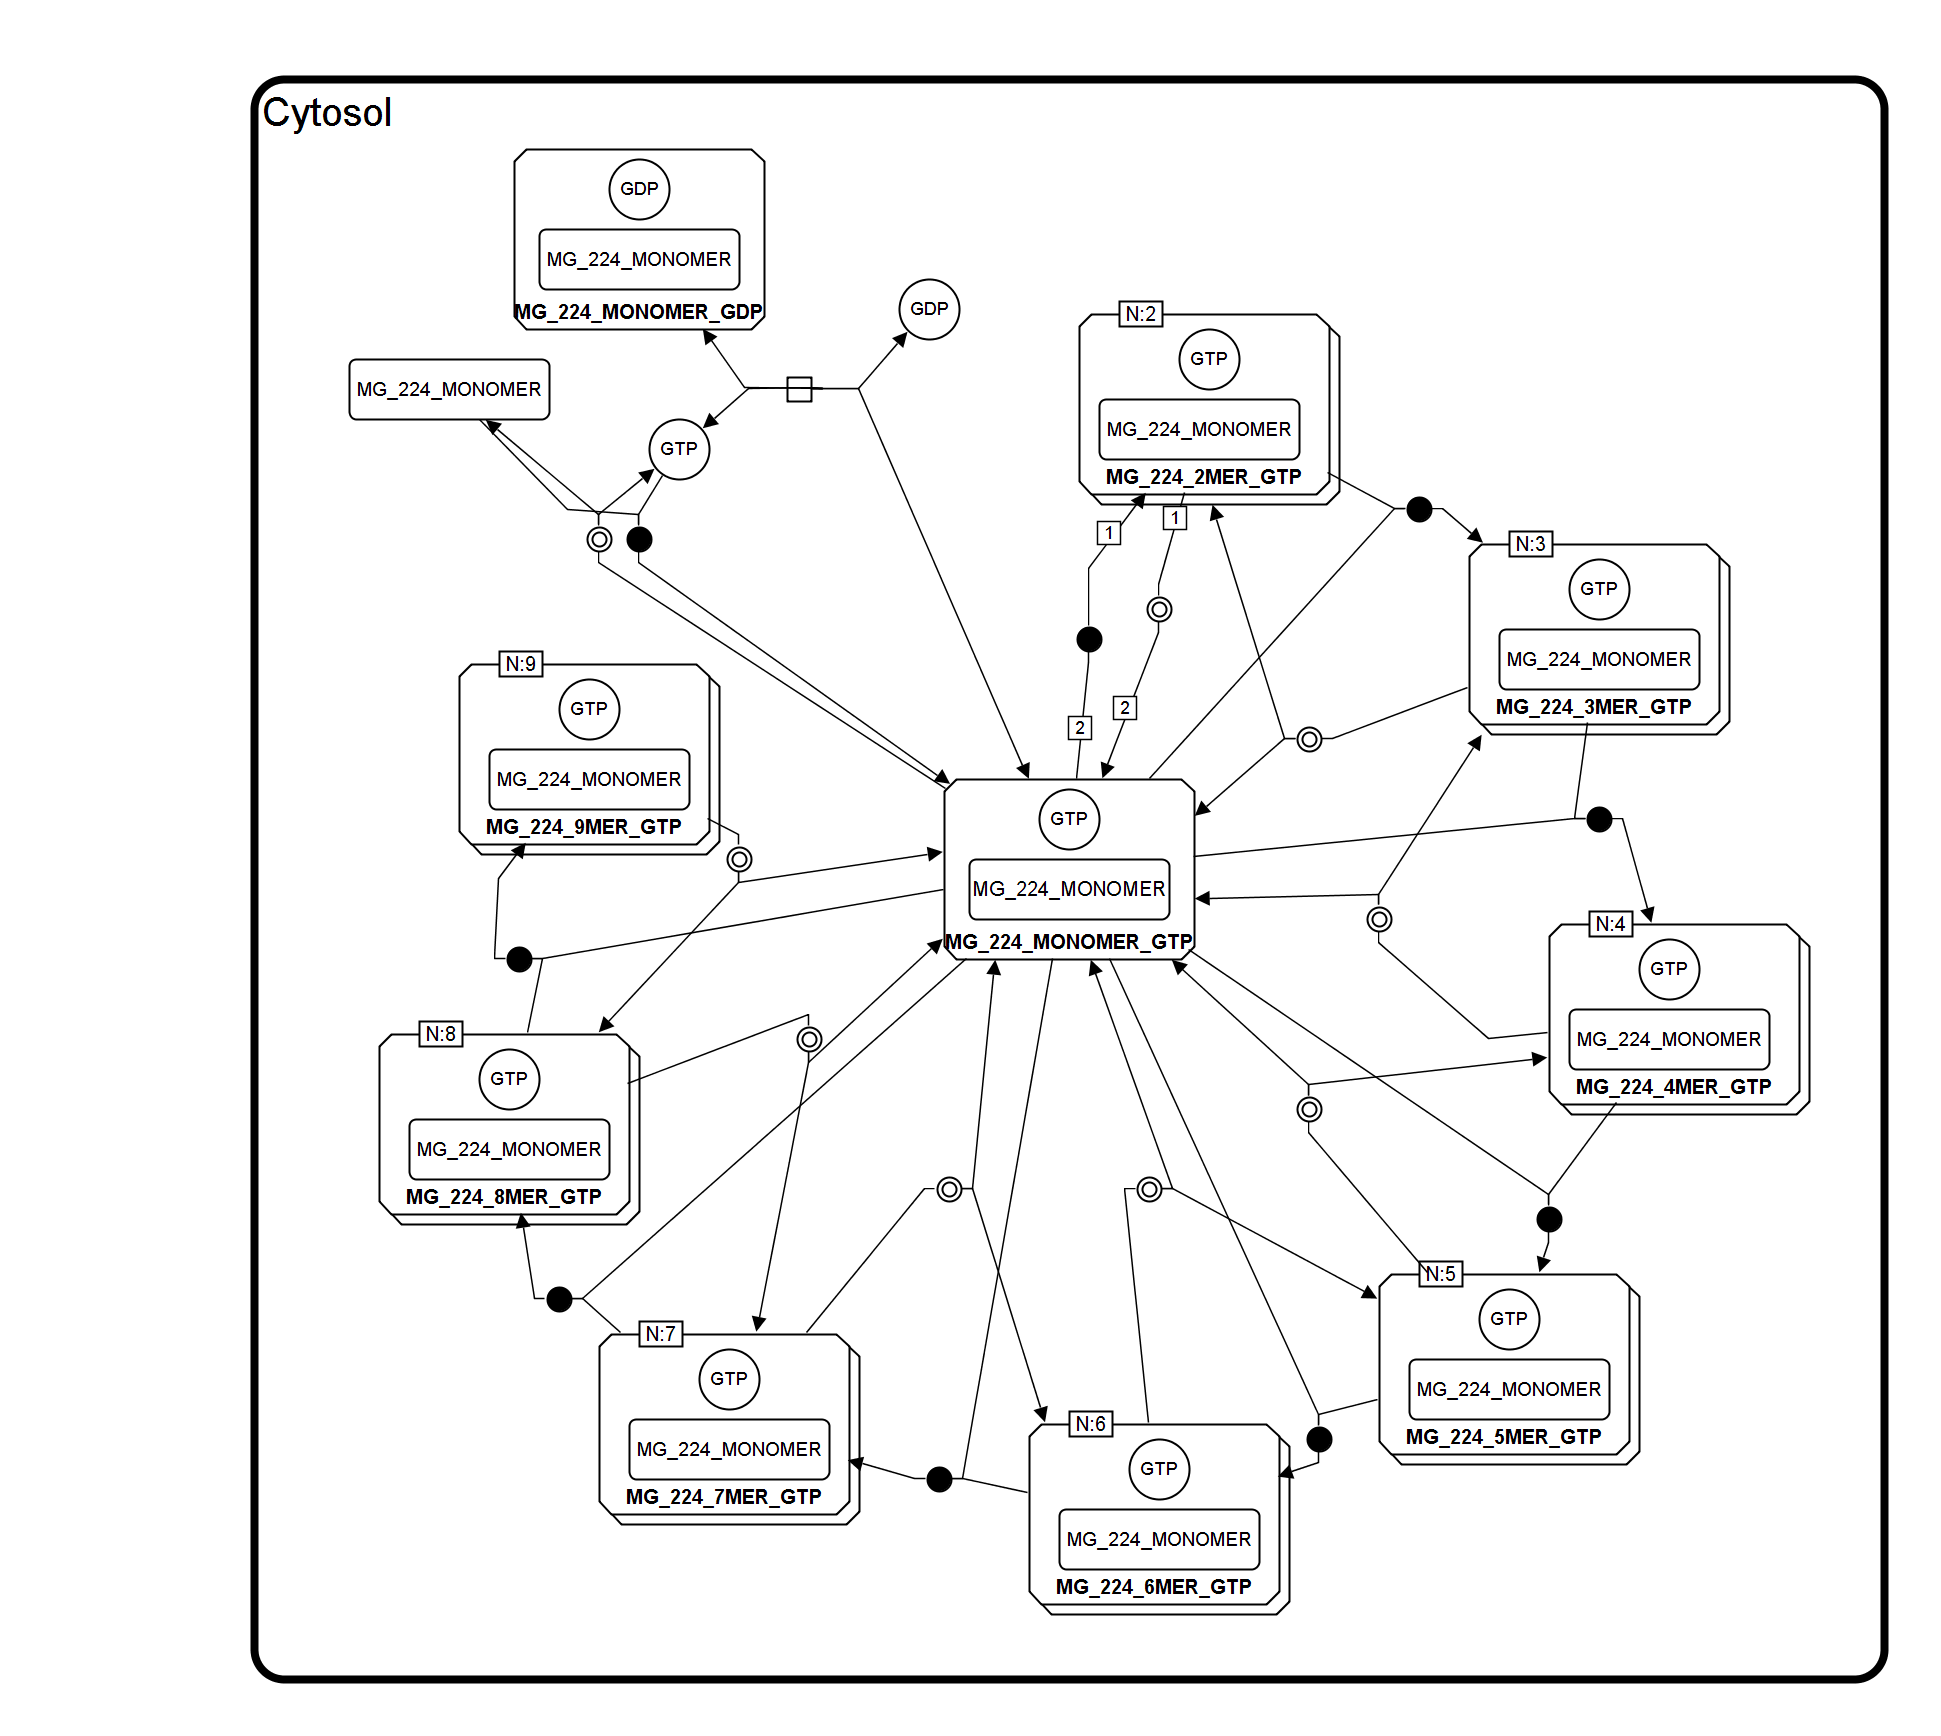 Cytosol
GDP
MG_224_MONOMER
MG_224_MONOMER_GDP
GDP
MG_224_MONOMER
GTP
N:2
GTP
MG_224_MONOMER
MG_224_2MER_GTP
1
1
2
2
N:3
GTP
MG_224_MONOMER
MG_224_3MER_GTP
N:9
GTP
MG_224_MONOMER
MG_224_9MER_GTP
GTP
MG_224_MONOMER
MG_224_MONOMER_GTP
N:4
GTP
MG_224_MONOMER
MG_224_4MER_GTP
N:8
GTP
MG_224_MONOMER
MG_224_8MER_GTP
N:5
GTP
MG_224_MONOMER
MG_224_5MER_GTP
N:7
GTP
MG_224_MONOMER
MG_224_7MER_GTP
N:6
GTP
MG_224_MONOMER
MG_224_6MER_GTP